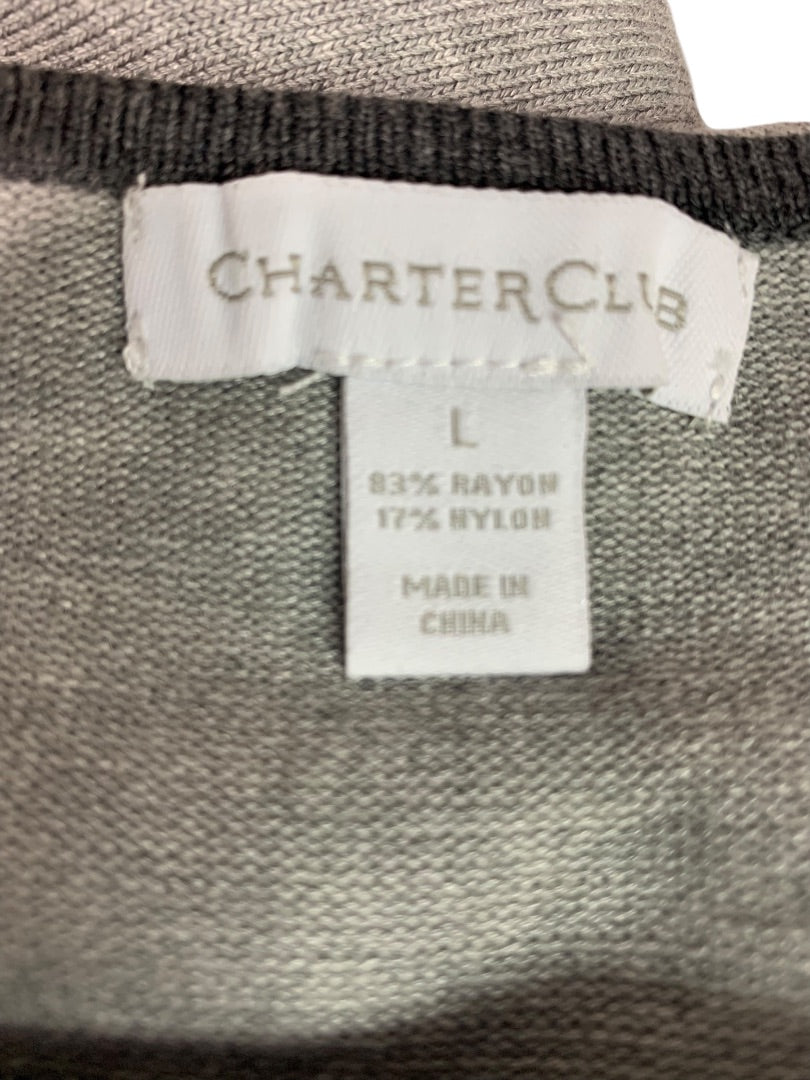 CHARTER CLUB
L
83% RAYON
17% NYLON
MADE IN
CHINA